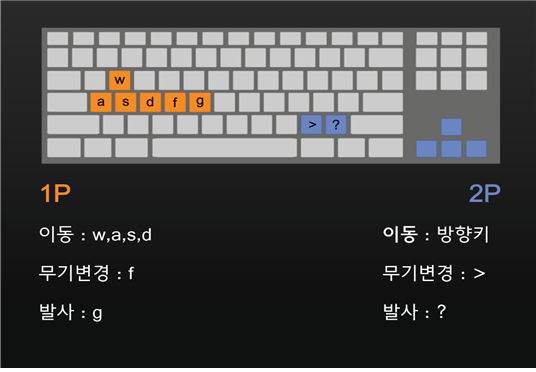 w
a s d f g
> ?
1P
이동 : w,a,s,d
무기변경 : f
발사 : g
2P
이동 : 방향키
무기변경 : >
발사 : ?